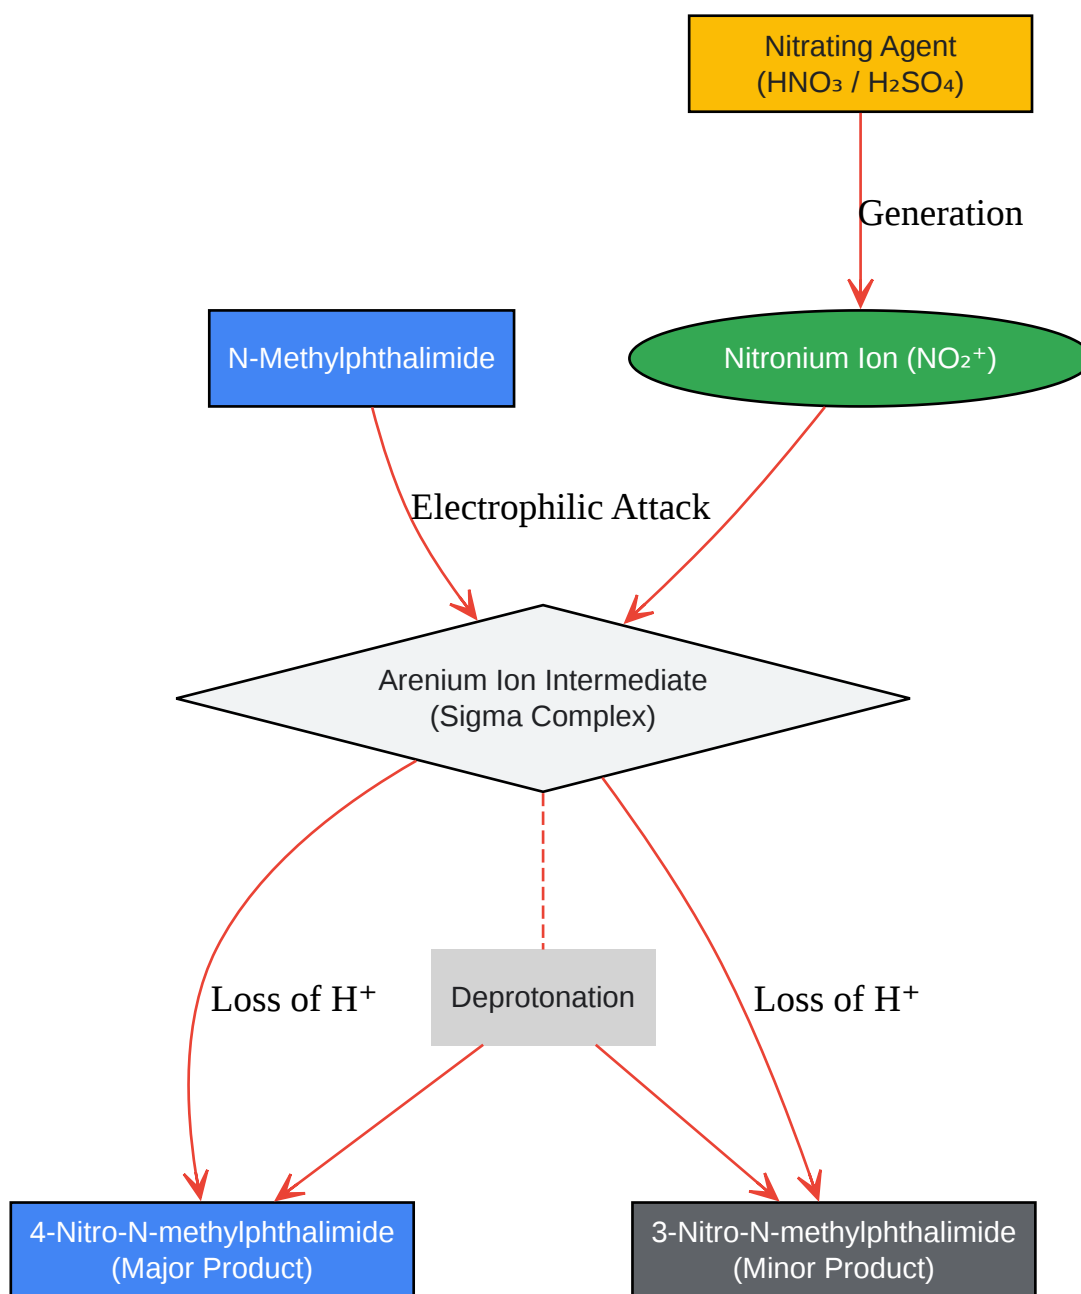 Nitrating Agent
(HNO₃ / H₂SO₄)
Generation
N-Methylphthalimide
Nitronium Ion (NO₂⁺)
Electrophilic Attack
Arenium Ion Intermediate
(Sigma Complex)
Loss of H⁺
Deprotonation
Loss of H⁺
4-Nitro-N-methylphthalimide
(Major Product)
3-Nitro-N-methylphthalimide
(Minor Product)